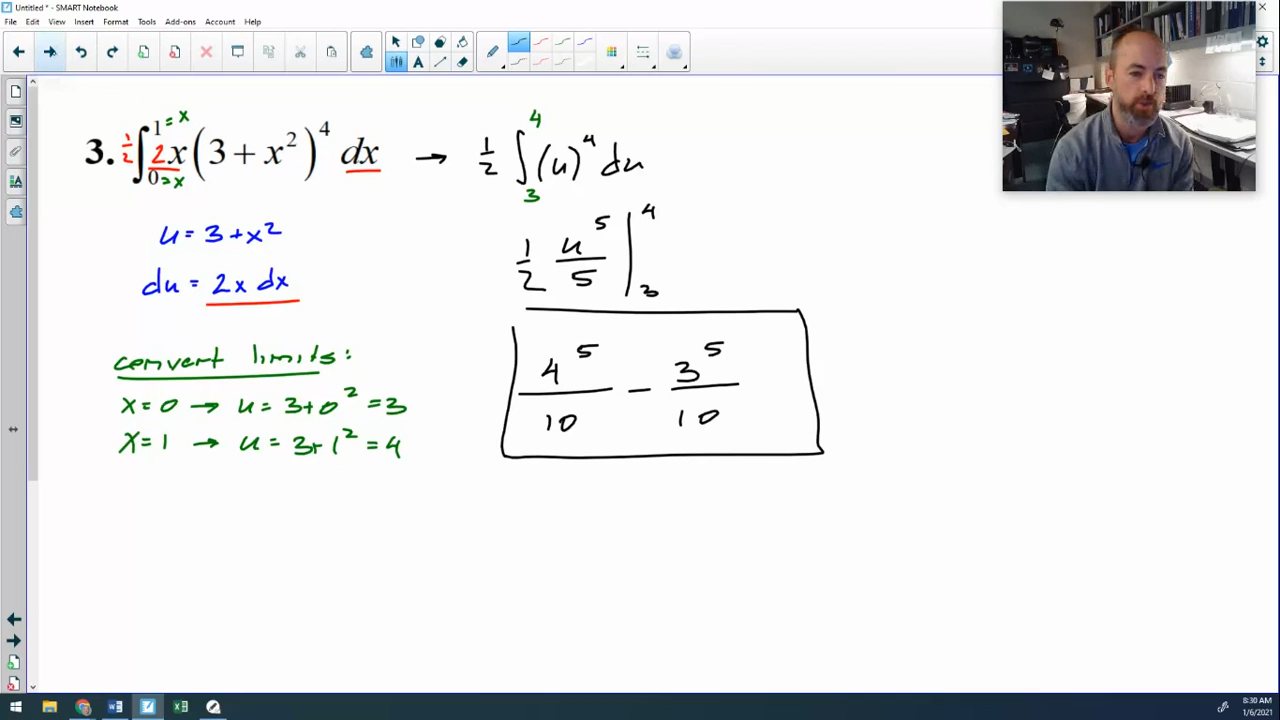 Untitled * - SMART Notebook
File Edit View Insert Format Tools Add-ons Account Help
3. 1/2 ∫₀₌ₓ¹⁼ˣ 2x(3 + x²)⁴ dx → 1/2 ∫₃⁴ (u)⁴ du
u = 3 + x²
du = 2x dx
1/2 u⁵/5 |₃⁴
convert limits:
x = 0 → u = 3 + 0² = 3
x = 1 → u = 3 + 1² = 4
4⁵/10 − 3⁵/10
8:30 AM
1/6/2021